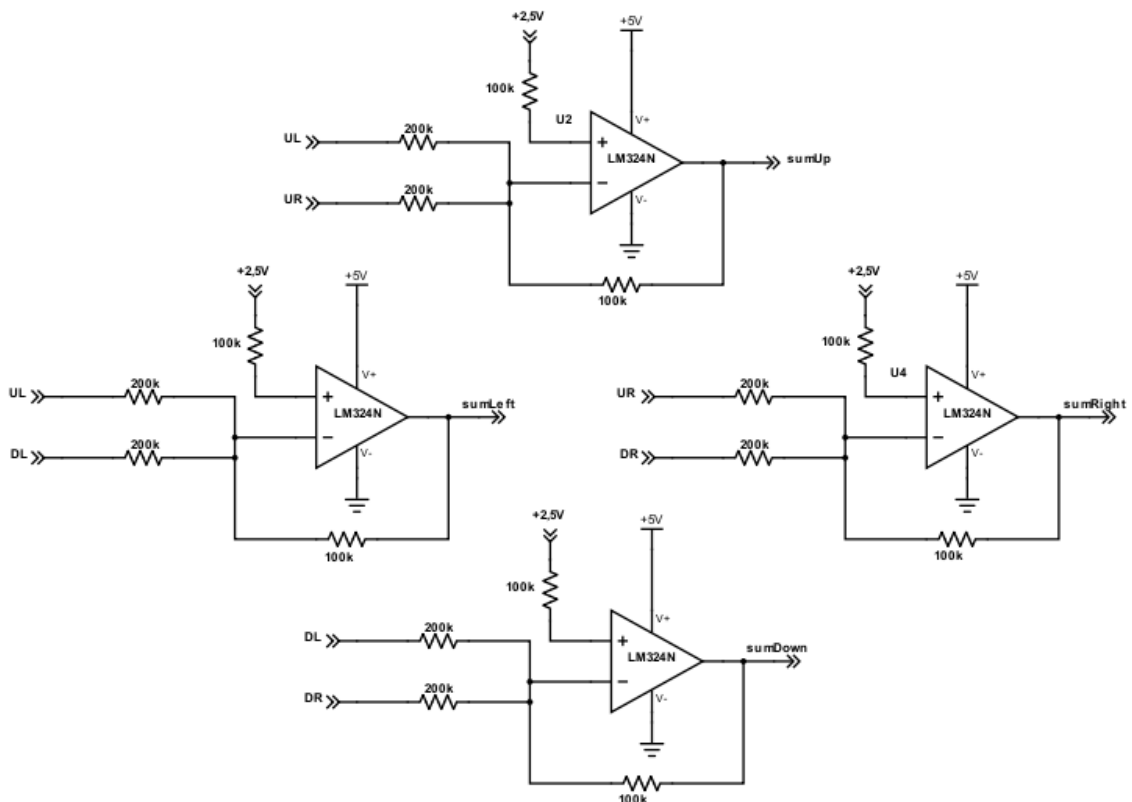 +2,5V
+5V
100k
U2
V+
200k
UL
LM324N
sumUp
200k
UR
V-
100k
+2,5V
+5V
100k
V+
200k
UL
LM324N
sumLeft
200k
DL
V-
100k
+2,5V
+5V
100k
U4
V+
200k
UR
LM324N
sumRight
200k
DR
V-
100k
+2,5V
+5V
100k
V+
200k
DL
LM324N
sumDown
200k
DR
V-
100k